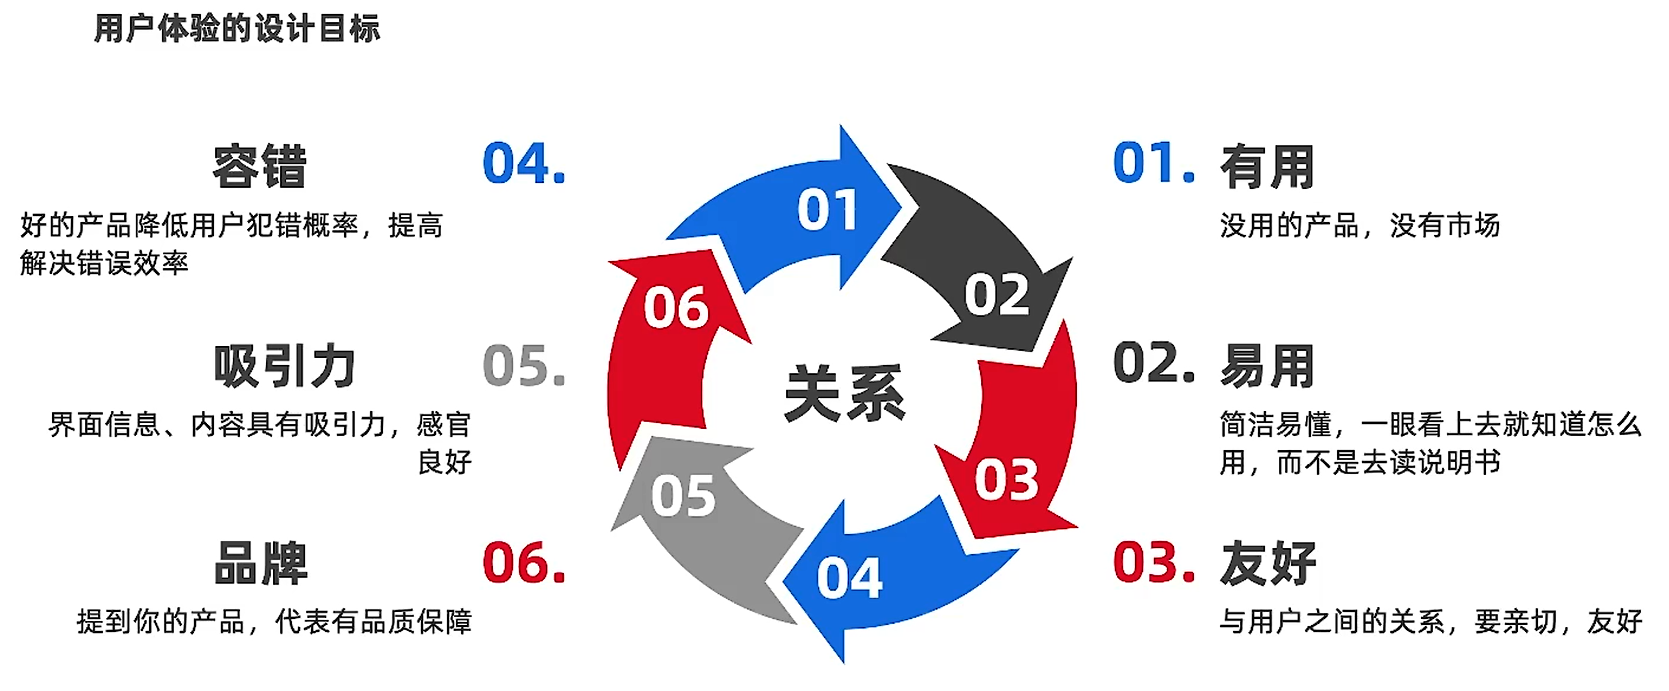 用户体验的设计目标
容错
04.
好的产品降低用户犯错概率，提高
解决错误效率
吸引力
05.
界面信息、内容具有吸引力，感官
良好
品牌
06.
提到你的产品，代表有品质保障
01
02
03
04
05
06
关系
01.
有用
没用的产品，没有市场
02.
易用
简洁易懂，一眼看上去就知道怎么
用，而不是去读说明书
03.
友好
与用户之间的关系，要亲切，友好